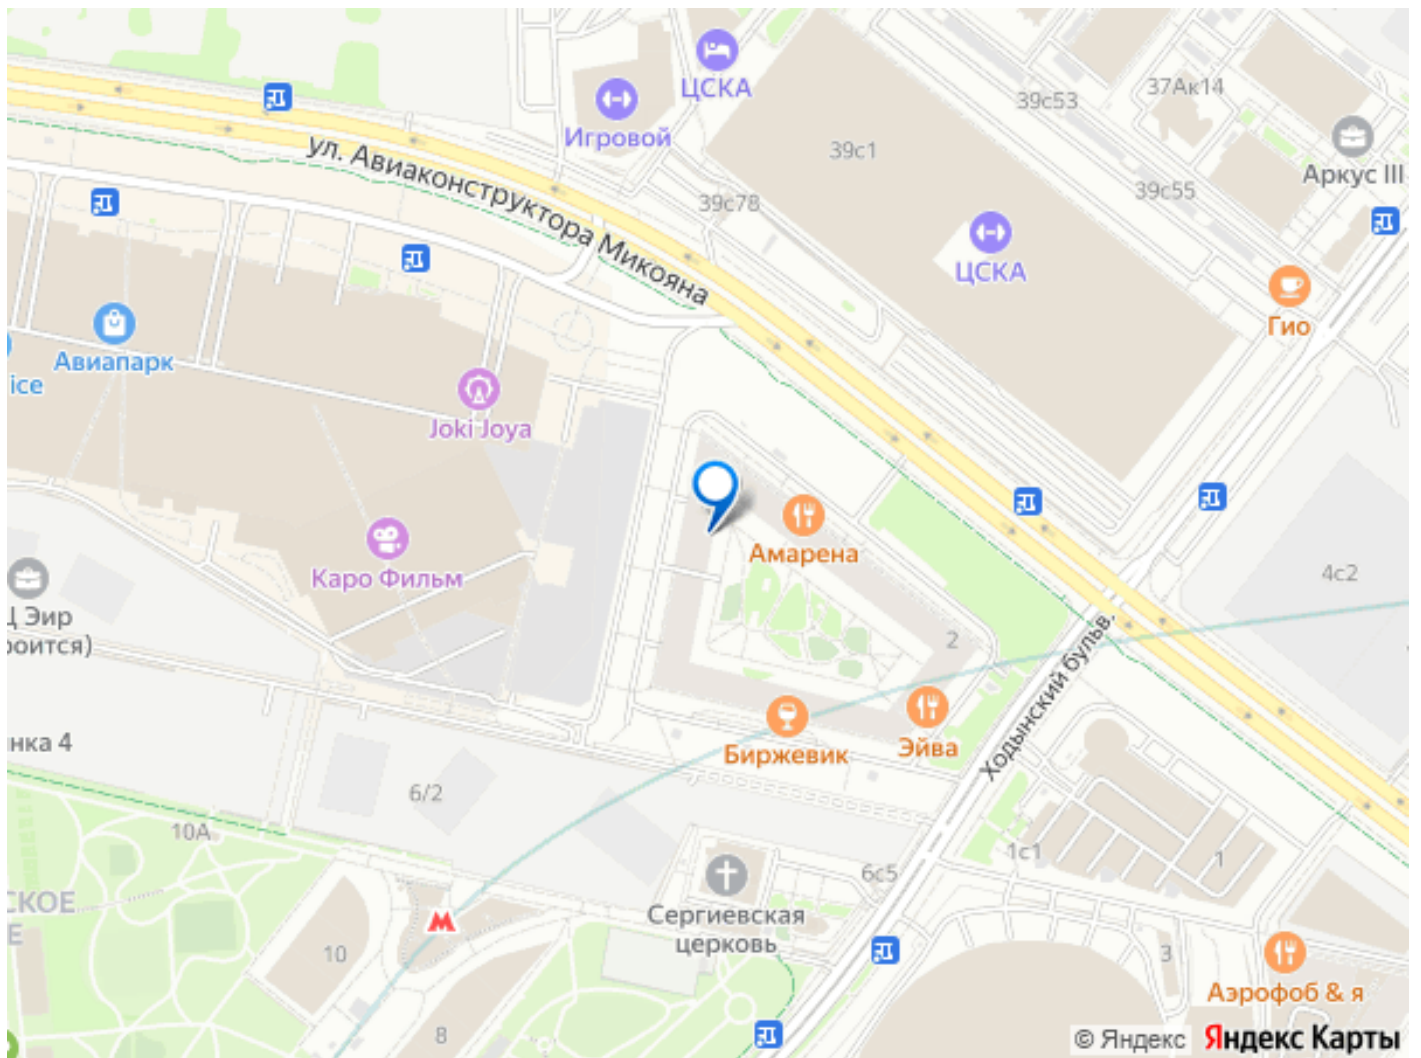 ЦСКА
Игровой
39с1
39с53
37Ак14
Аркус III
39с55
39с78
ул. Авиаконструктора Микояна
ЦСКА
Гио
Авиапарк
ice
Joki Joya
Каро Фильм
Амарена
4с2
Ц Эир
роится)
2
Ходынский бульв.
Биржевик
Эйва
нка 4
6/2
10А
1с1
1
6с5
СКОЕ
Е
Сергиевская
церковь
10
3
8
Аэрофоб & я
© Яндекс Яндекс Карты